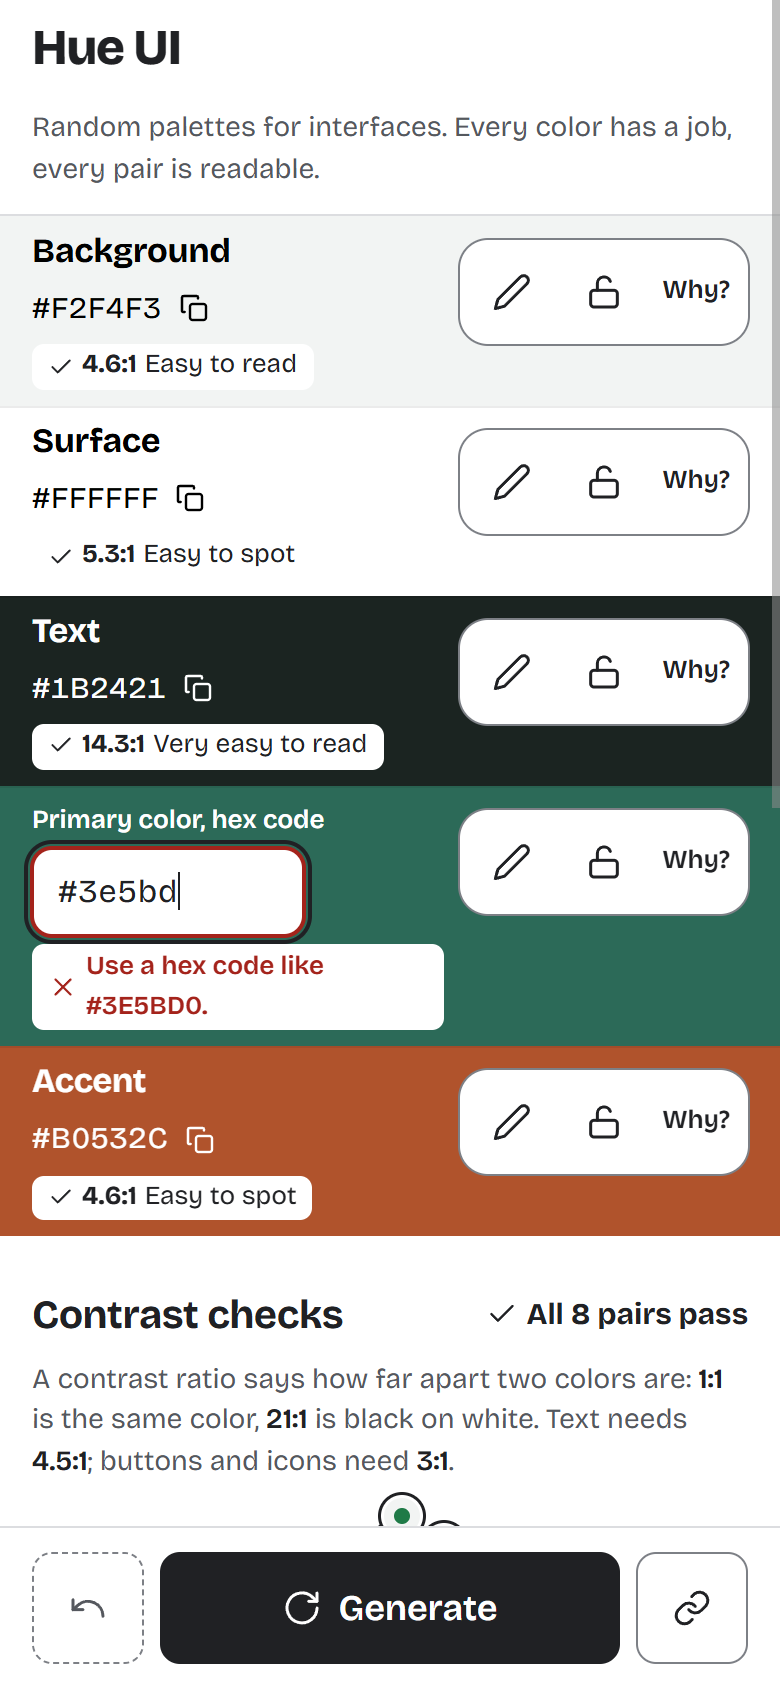 Hue UI
Random palettes for interfaces. Every color has a job,
every pair is readable.
Background
#F2F4F3
Why?
4.6:1 Easy to read
Surface
#FFFFFF
Why?
5.3:1 Easy to spot
Text
#1B2421
Why?
14.3:1 Very easy to read
Primary color, hex code
#3e5bd
Why?
Use a hex code like
#3E5BD0.
Accent
#B0532C
Why?
4.6:1 Easy to spot
Contrast checks
All 8 pairs pass
A contrast ratio says how far apart two colors are: 1:1
is the same color, 21:1 is black on white. Text needs
4.5:1; buttons and icons need 3:1.
Generate